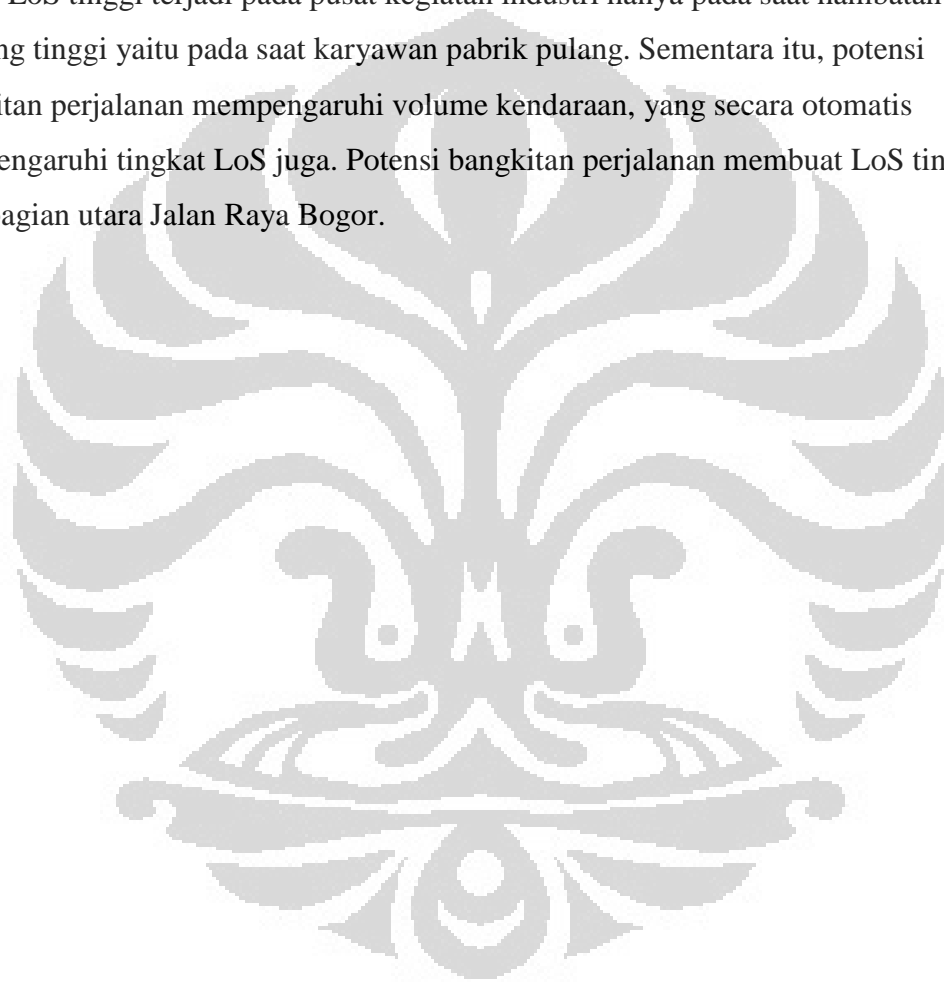 LoS tinggi terjadi pada pusat kegiatan industri hanya pada saat hambatan
ng tinggi yaitu pada saat karyawan pabrik pulang. Sementara itu, potensi
itan perjalanan mempengaruhi volume kendaraan, yang secara otomatis
engaruhi tingkat LoS juga. Potensi bangkitan perjalanan membuat LoS tin
agian utara Jalan Raya Bogor.